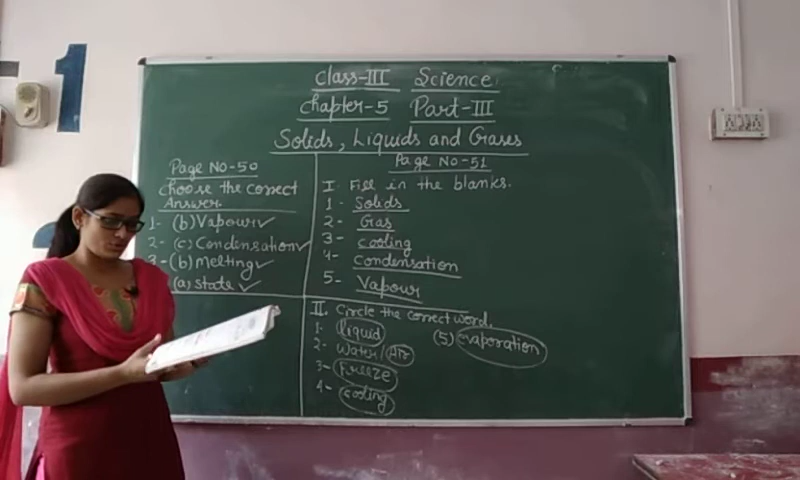 1
Class-III Science
Chapter-5 Part-III
Solids, Liquids and Gases
Page No-50
Choose the correct
Answer.
1- (b) Vapour ✓
2- (c) Condensation ✓
3- (b) Melting ✓
(a) State ✓
Page No-51
I. Fill in the blanks.
1- Solids
2- Gas
3- cooling
4- Condensation
5- Vapour
II. Circle the correct word.
1- liquid
2- Water/Air
3- Freeze
4- Cooling
(5) evaporation